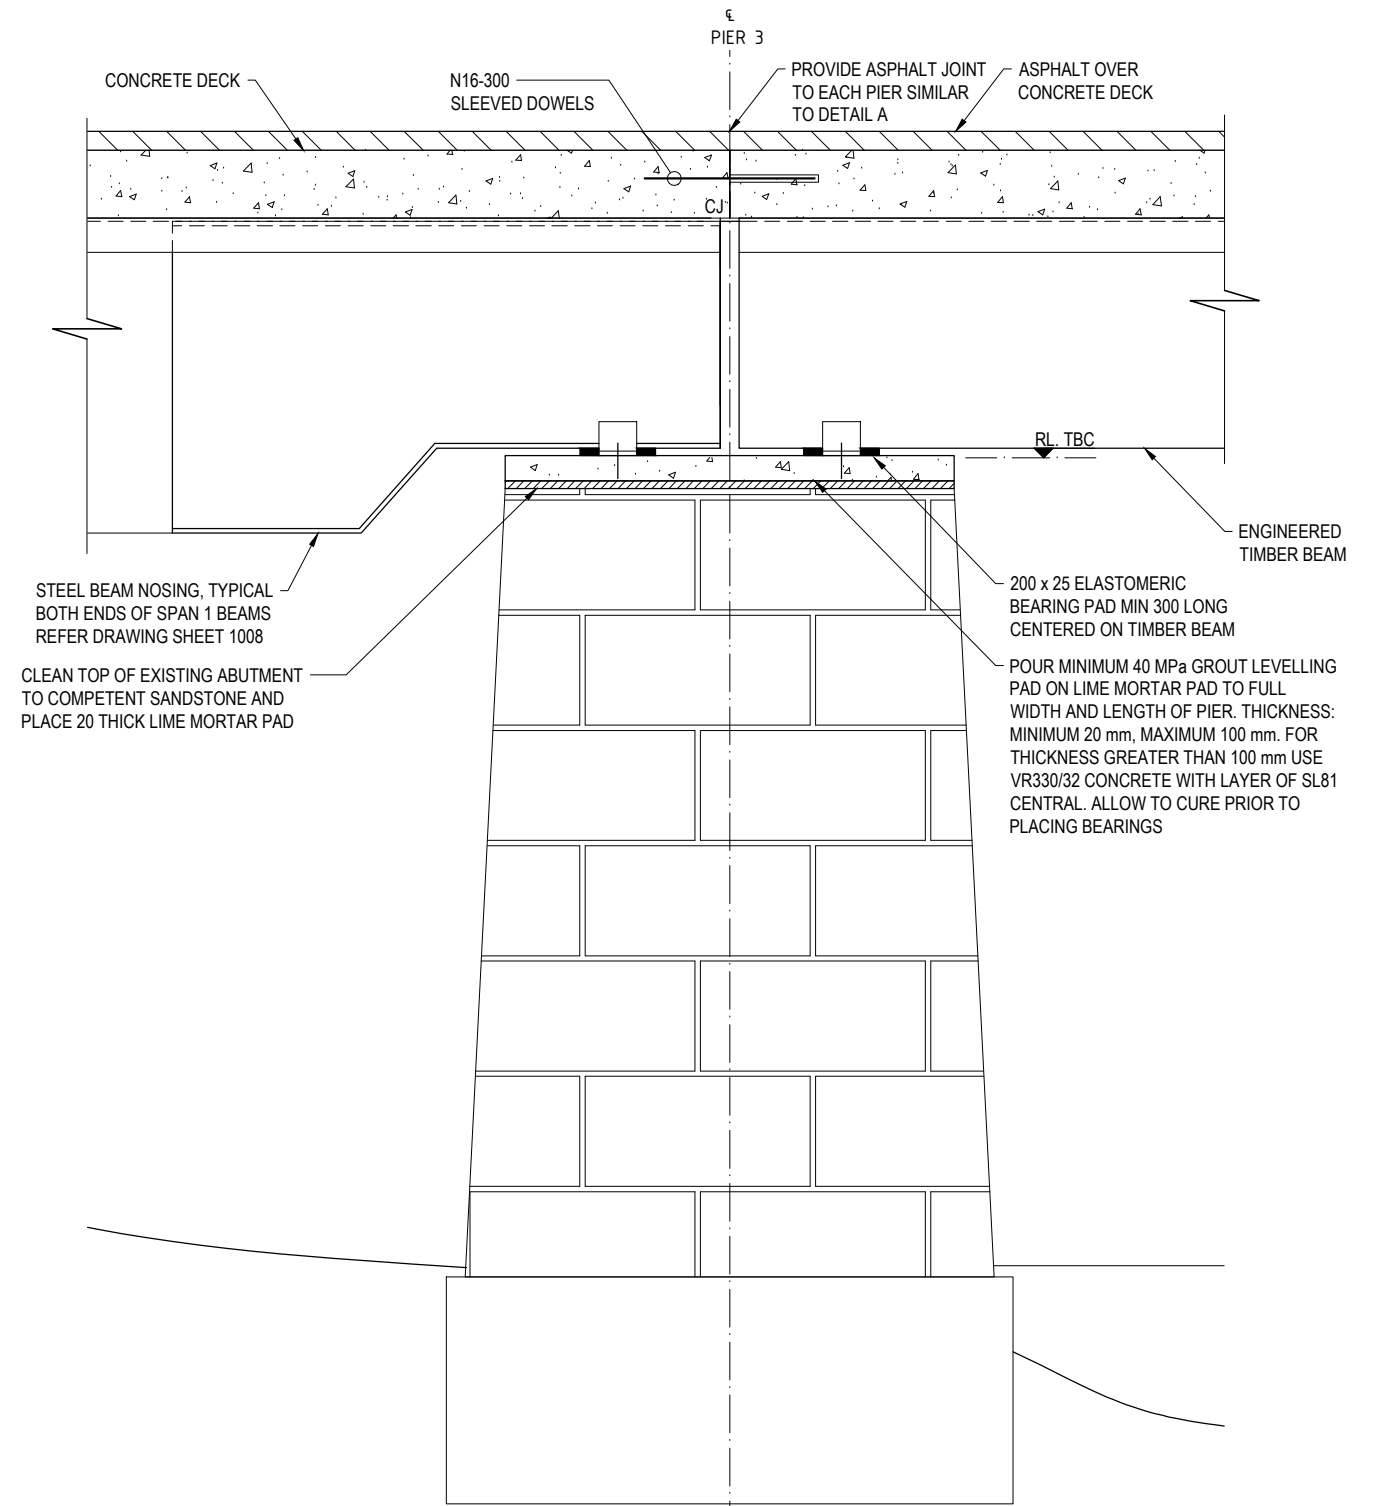 ℄
PIER 3
CONCRETE DECK
N16-300
SLEEVED DOWELS
PROVIDE ASPHALT JOINT
TO EACH PIER SIMILAR
TO DETAIL A
ASPHALT OVER
CONCRETE DECK
CJ
RL. TBC
ENGINEERED
TIMBER BEAM
STEEL BEAM NOSING, TYPICAL
BOTH ENDS OF SPAN 1 BEAMS
REFER DRAWING SHEET 1008
CLEAN TOP OF EXISTING ABUTMENT
TO COMPETENT SANDSTONE AND
PLACE 20 THICK LIME MORTAR PAD
200 x 25 ELASTOMERIC
BEARING PAD MIN 300 LONG
CENTERED ON TIMBER BEAM
POUR MINIMUM 40 MPa GROUT LEVELLING
PAD ON LIME MORTAR PAD TO FULL
WIDTH AND LENGTH OF PIER. THICKNESS:
MINIMUM 20 mm, MAXIMUM 100 mm. FOR
THICKNESS GREATER THAN 100 mm USE
VR330/32 CONCRETE WITH LAYER OF SL81
CENTRAL. ALLOW TO CURE PRIOR TO
PLACING BEARINGS